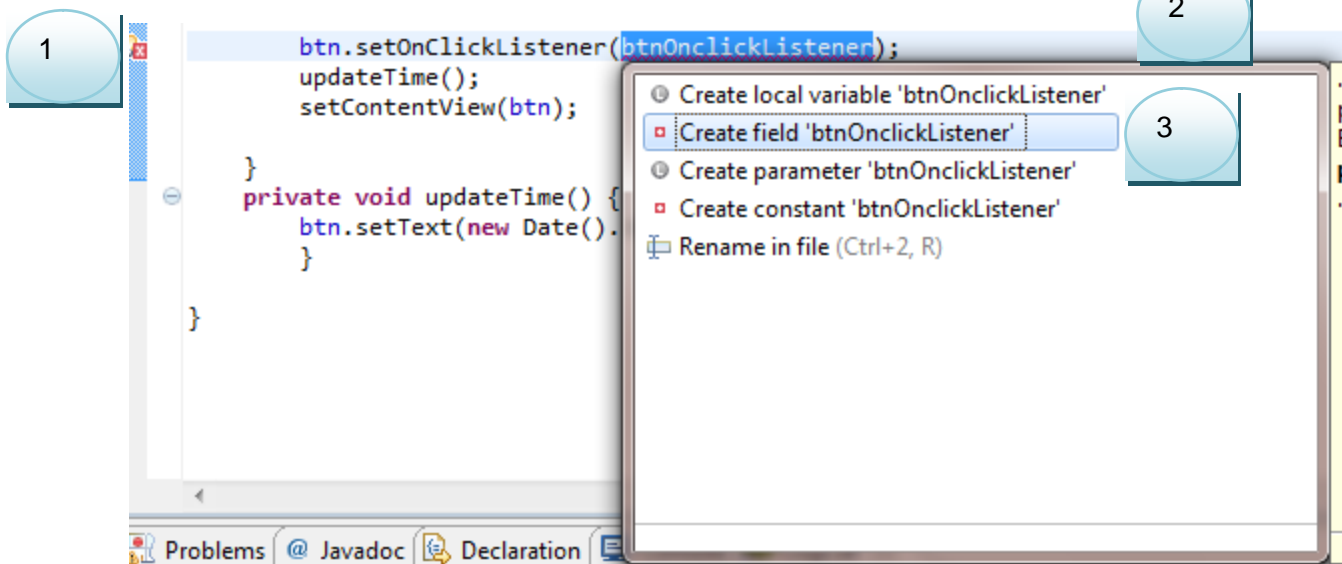 2
1
btn.setOnClickListener(btnOnclickListener);
updateTime();
setContentView(btn);
}
private void updateTime() {
btn.setText(new Date().
}
}
Create local variable 'btnOnclickListener'
Create field 'btnOnclickListener'
3
Create parameter 'btnOnclickListener'
Create constant 'btnOnclickListener'
Rename in file (Ctrl+2, R)
Problems @ Javadoc Declaration